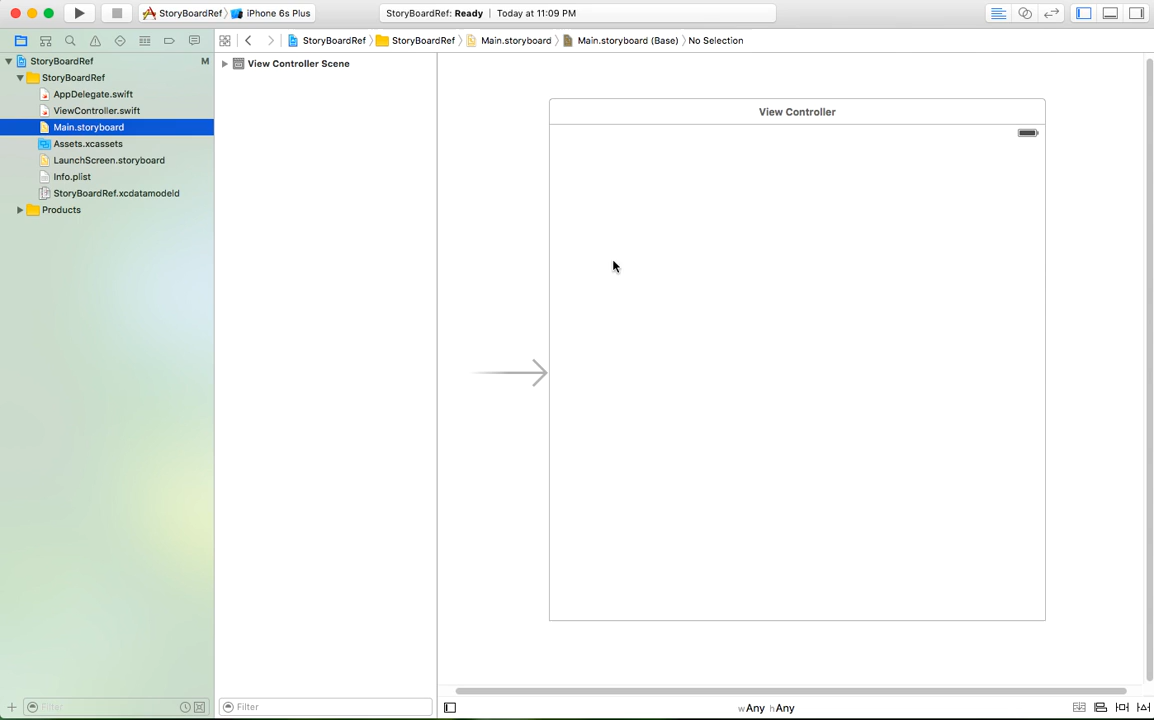 StoryBoardRef iPhone 6s Plus StoryBoardRef: Ready Today at 11:09 PM
StoryBoardRef StoryBoardRef Main.storyboard Main.storyboard (Base) No Selection
StoryBoardRef M
StoryBoardRef
AppDelegate.swift
ViewController.swift
Main.storyboard
Assets.xcassets
LaunchScreen.storyboard
Info.plist
StoryBoardRef.xcdatamodeld
Products
View Controller Scene
View Controller
Filter
Filter
wAny hAny